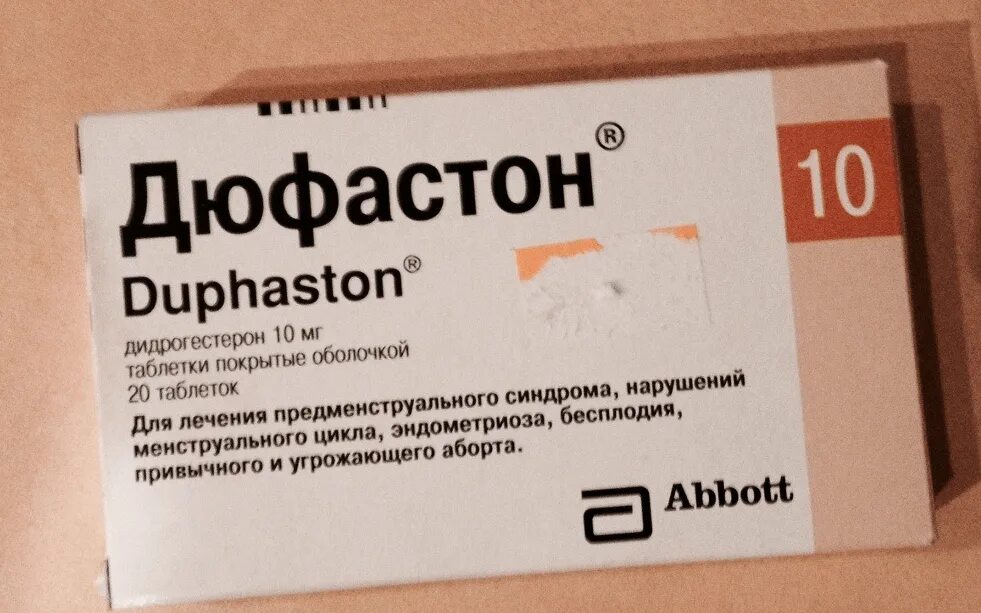 Дюфастон®
10
Duphaston®
дидрогестерон 10 мг
таблетки покрытые оболочкой
20 таблеток
Для лечения предменструального синдрома, нарушений
менструального цикла, эндометриоза, бесплодия,
привычного и угрожающего аборта.
Abbott